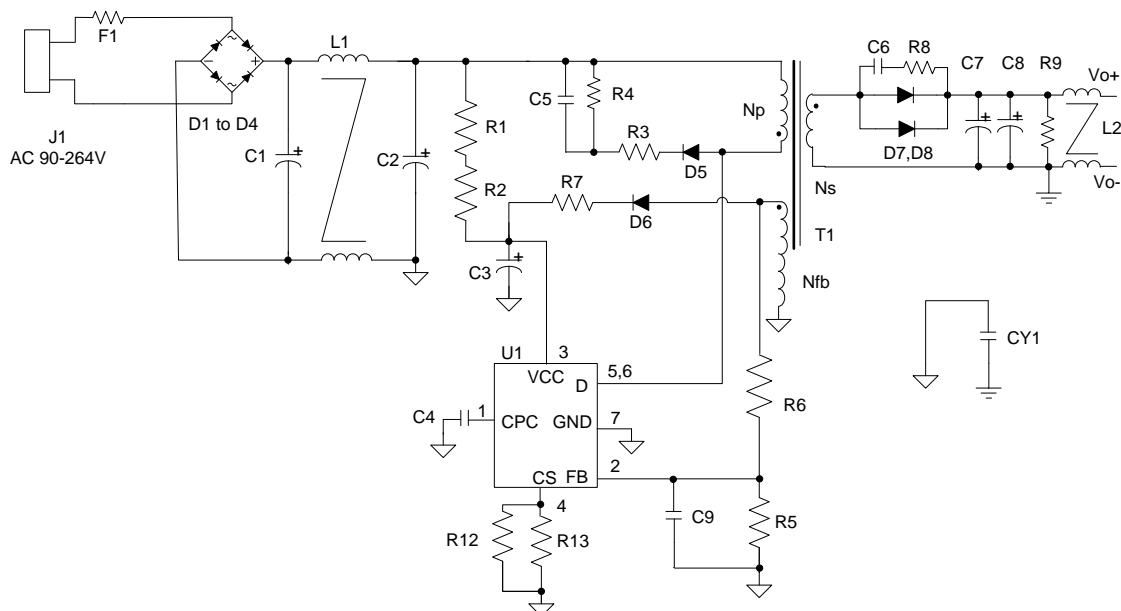 F1
J1
AC 90-264V
~
~
−
+
D1 to D4
L1
C1
+
C2
+
R1
R2
C3
+
C5
R4
R3
D5
R7
D6
Np
Ns
T1
Nfb
C6
R8
D7,D8
C7
+
C8
+
R9
Vo+
L2
Vo-
CY1
U1
3
VCC
D
5,6
C4
1
CPC
GND
7
CS
FB
2
4
R12
R13
C9
R6
R5